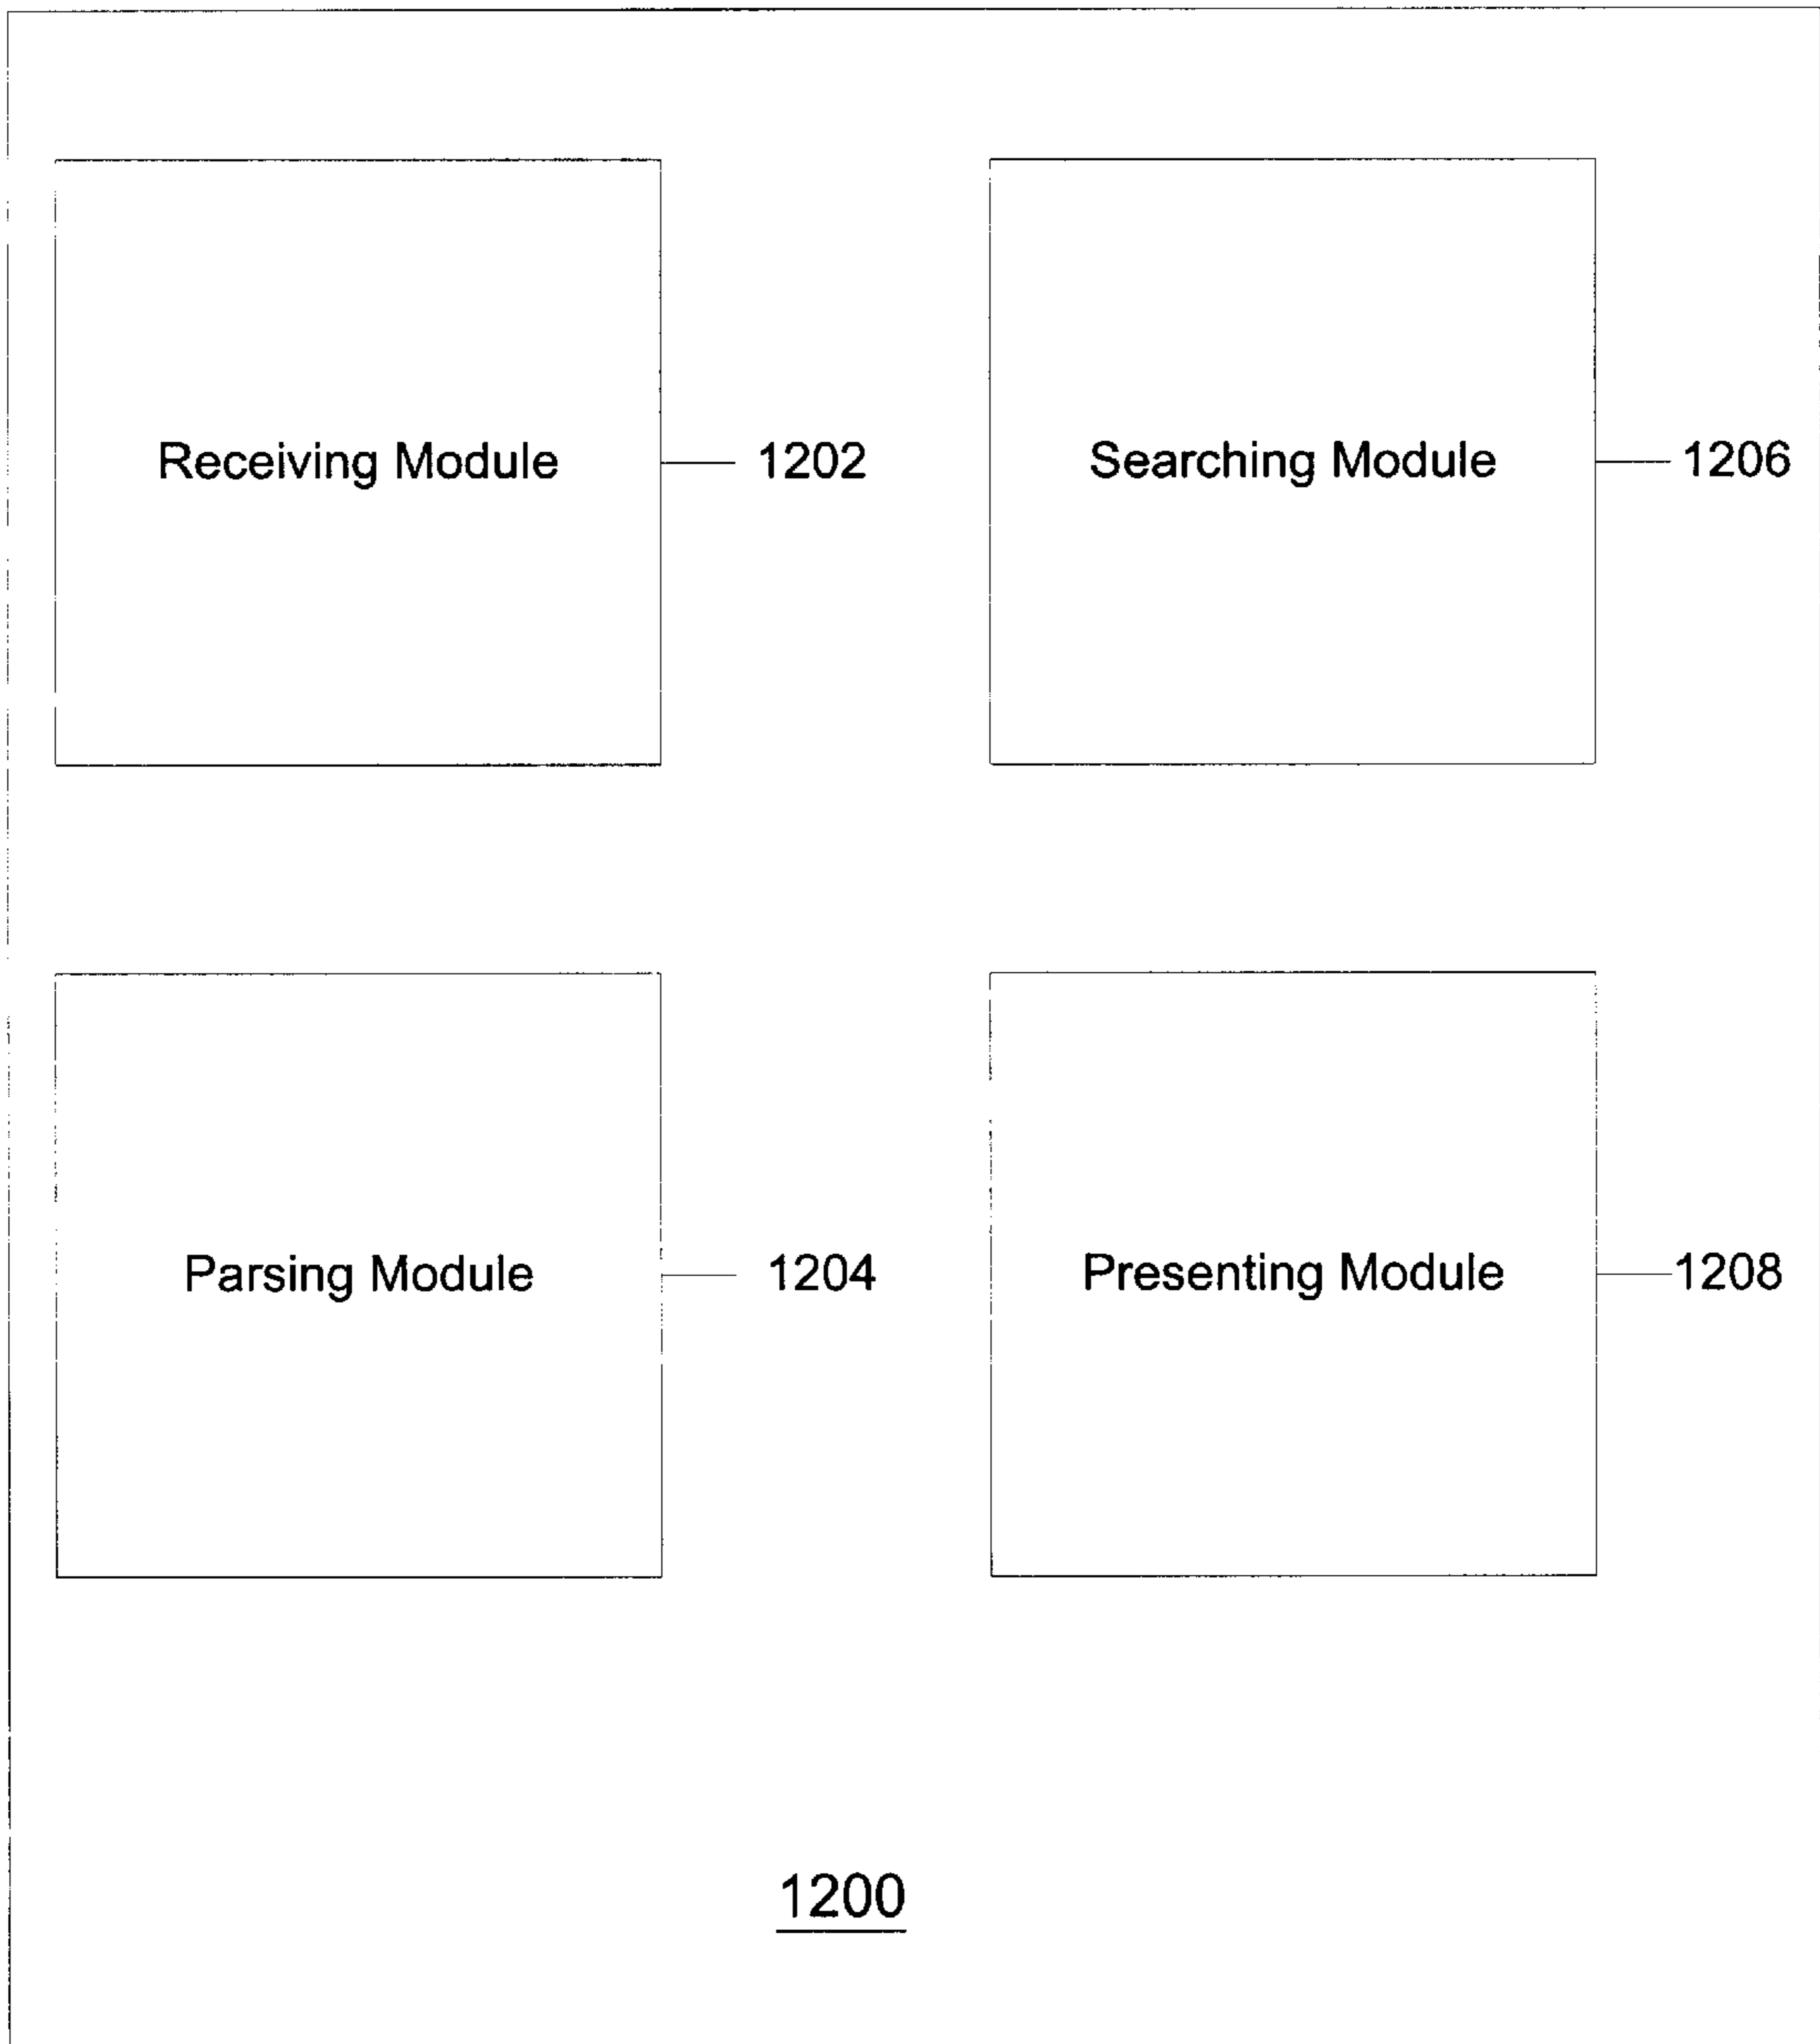 Receiving Module 1202
Searching Module 1206
Parsing Module 1204
Presenting Module 1208
1200